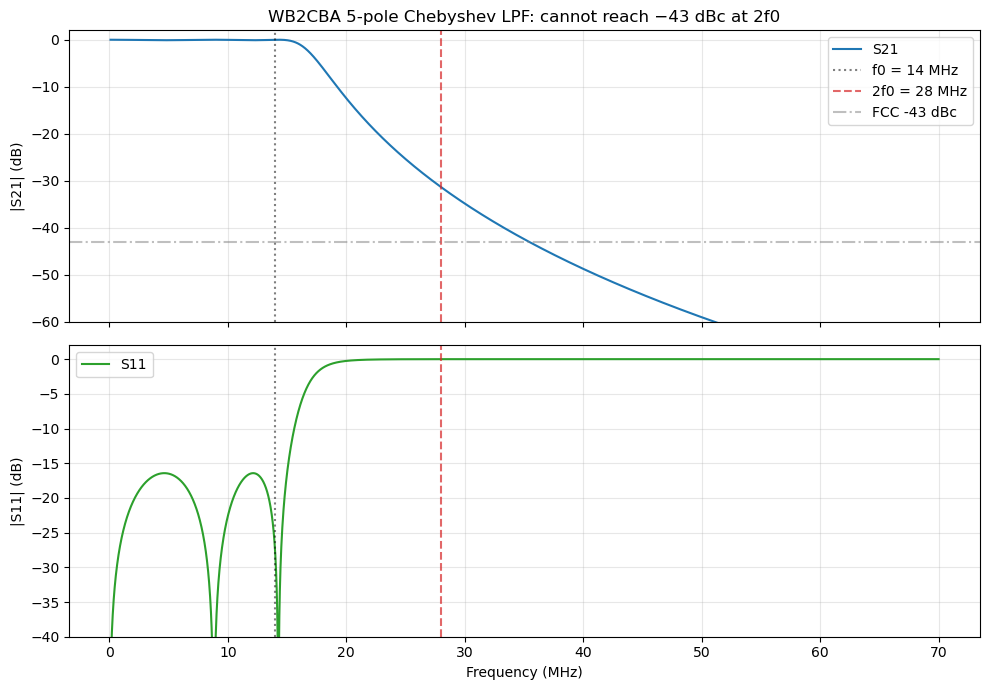 WB2CBA 5-pole Chebyshev LPF: cannot reach −43 dBc at 2f0
0
−10
−20
−30
−40
−50
−60
|S21| (dB)
S21
f0 = 14 MHz
2f0 = 28 MHz
FCC -43 dBc
0
−5
−10
−15
−20
−25
−30
−35
−40
|S11| (dB)
S11
0 10 20 30 40 50 60 70
Frequency (MHz)